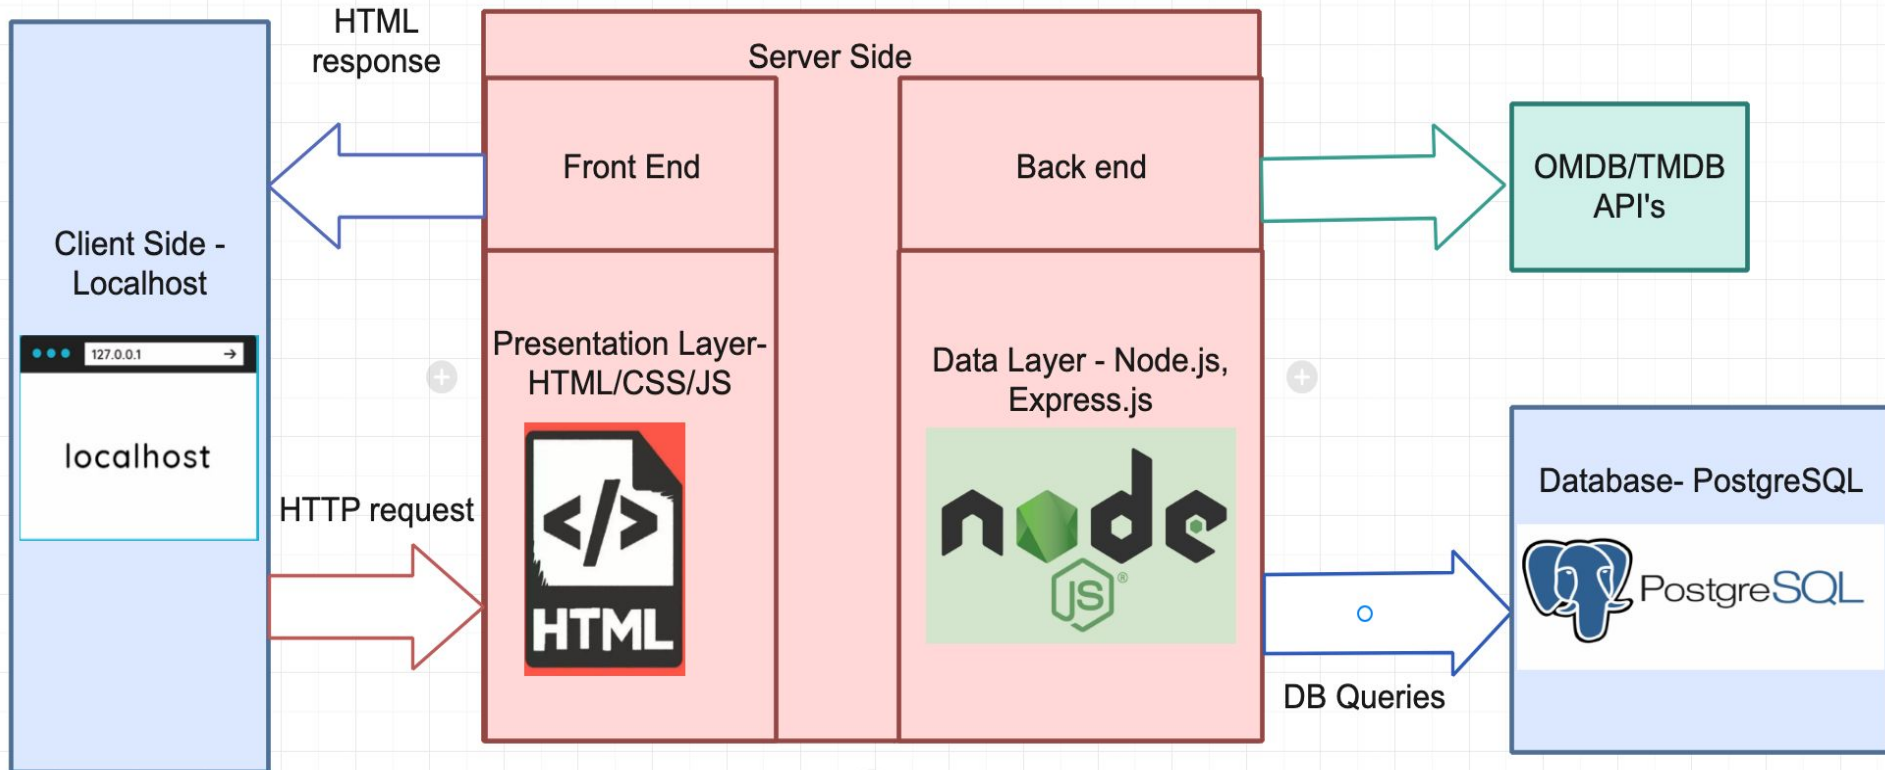 HTML
response
Server Side
Front End
Back end
OMDB/TMDB
API's
Client Side -
Localhost
127.0.0.1
localhost
Presentation Layer-
HTML/CSS/JS
</>
HTML
Data Layer - Node.js,
Express.js
node
JS®
HTTP request
Database- PostgreSQL
PostgreSQL
DB Queries